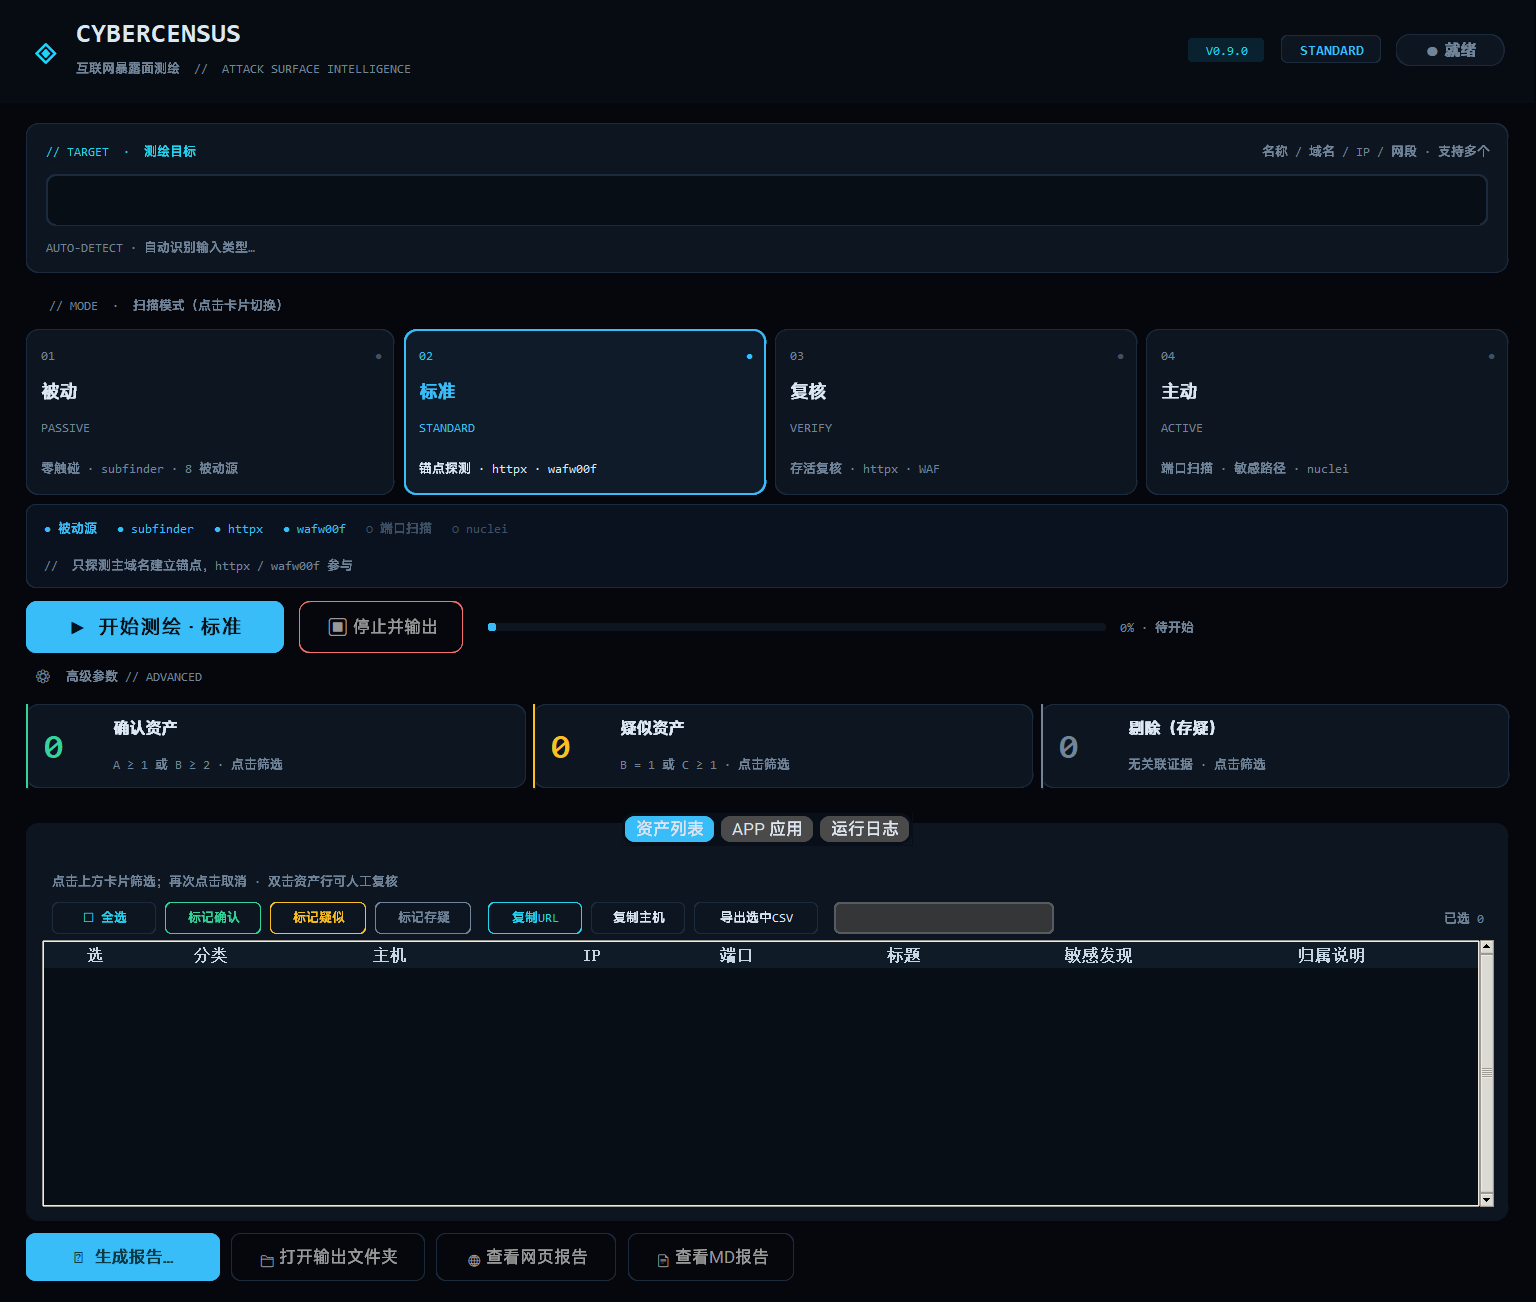 CYBERCENSUS
互联网暴露面测绘 // ATTACK SURFACE INTELLIGENCE
V0.9.0
STANDARD
● 就绪
// TARGET · 测绘目标
名称 / 域名 / IP / 网段 · 支持多个
AUTO-DETECT · 自动识别输入类型…
// MODE · 扫描模式（点击卡片切换）
01
被动
PASSIVE
零触碰 · subfinder · 8 被动源
02
标准
STANDARD
锚点探测 · httpx · wafw00f
03
复核
VERIFY
存活复核 · httpx · WAF
04
主动
ACTIVE
端口扫描 · 敏感路径 · nuclei
● 被动源 ● subfinder ● httpx ● wafw00f ○ 端口扫描 ○ nuclei
// 只探测主域名建立锚点，httpx / wafw00f 参与
▶ 开始测绘 · 标准
停止并输出
0% · 待开始
高级参数 // ADVANCED
0
确认资产
A ≥ 1 或 B ≥ 2 · 点击筛选
0
疑似资产
B = 1 或 C ≥ 1 · 点击筛选
0
剔除（存疑）
无关联证据 · 点击筛选
资产列表
APP 应用
运行日志
点击上方卡片筛选；再次点击取消 · 双击资产行可人工复核
☐ 全选
标记确认
标记疑似
标记存疑
复制URL
复制主机
导出选中CSV
已选 0
选 分类 主机 IP 端口 标题 敏感发现 归属说明
生成报告…
打开输出文件夹
查看网页报告
查看MD报告